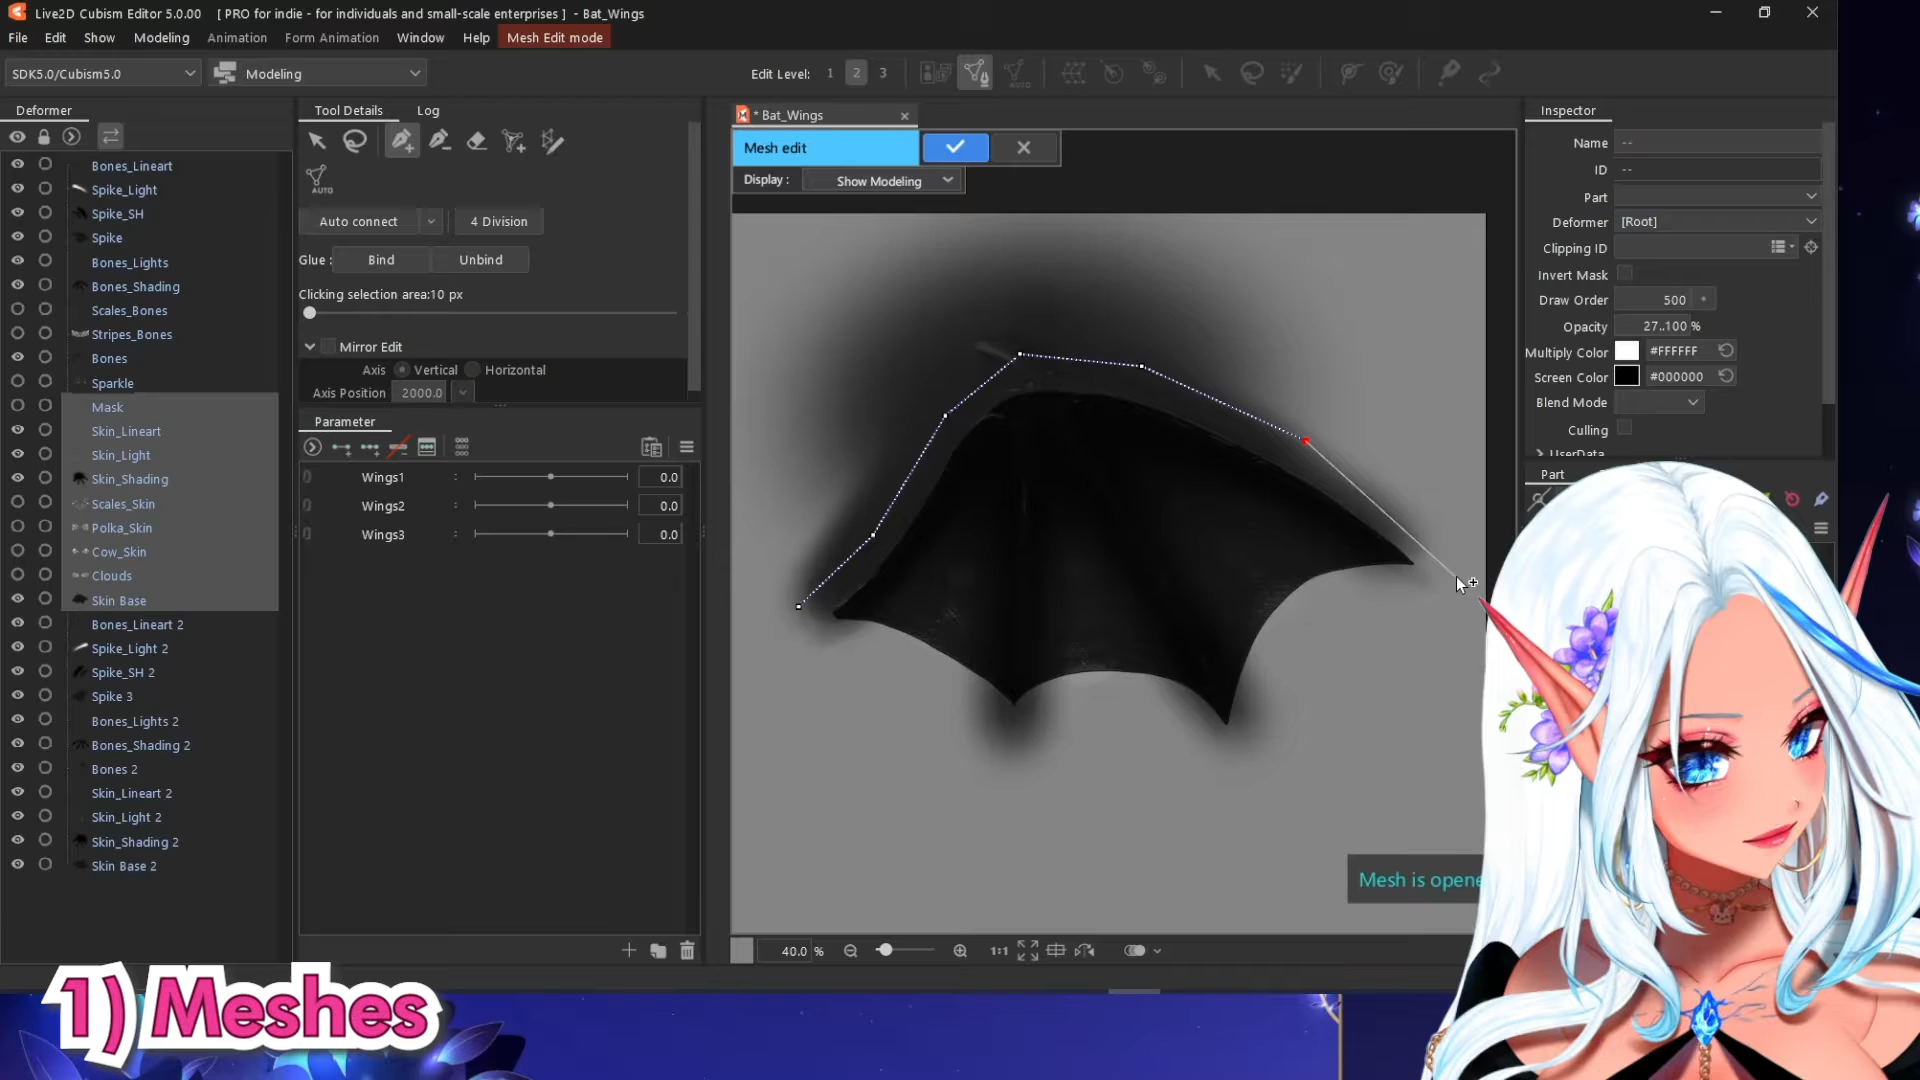 Live2D Cubism Editor 5.0.00 [ PRO for indie - for individuals and small-scale enterprises ] - Bat_Wings
File Edit Show Modeling Animation Form Animation Window Help Mesh Edit mode
SDK5.0/Cubism5.0 Modeling Edit Level: 1 2 3 AUTO
Deformer
Bones_Lineart
Spike_Light
Spike_SH
Spike
Bones_Lights
Bones_Shading
Scales_Bones
Stripes_Bones
Bones
Sparkle
Mask
Skin_Lineart
Skin_Light
Skin_Shading
Scales_Skin
Polka_Skin
Cow_Skin
Clouds
Skin Base
Bones_Lineart 2
Spike_Light 2
Spike_SH 2
Spike 3
Bones_Lights 2
Bones_Shading 2
Bones 2
Skin_Lineart 2
Skin_Light 2
Skin_Shading 2
Skin Base 2
Tool Details Log
AUTO
Auto connect 4 Division
Glue : Bind Unbind
Clicking selection area:10 px
Mirror Edit
Axis Vertical Horizontal
Axis Position 2000.0
Parameter
Wings1 : 0.0
Wings2 : 0.0
Wings3 : 0.0
* Bat_Wings
Mesh edit
Display : Show Modeling
Mesh is opene
40.0 % 1:1
Inspector
Name --
ID --
Part
Deformer [Root]
Clipping ID
Invert Mask
Draw Order 500
Opacity 27..100 %
Multiply Color #FFFFFF
Screen Color #000000
Blend Mode
Culling
UserData
Part
1) Meshes